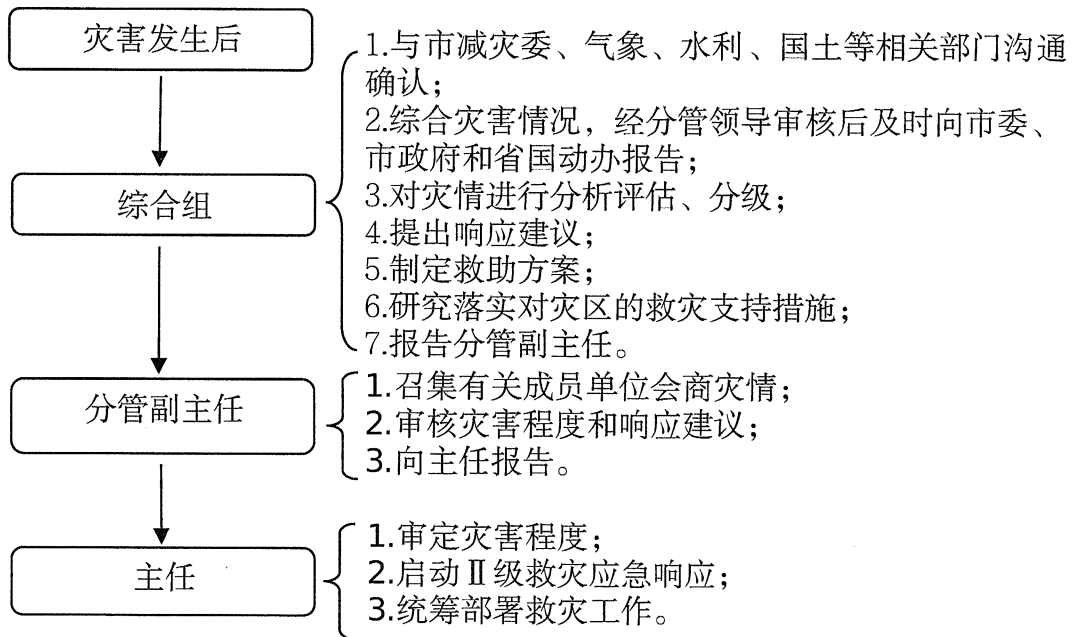 灾害发生后
1.与市减灾委、气象、水利、国土等相关部门沟通
确认；
2.综合灾害情况，经分管领导审核后及时向市委、
市政府和省国动办报告；
综合组
3.对灾情进行分析评估、分级；
4.提出响应建议；
5.制定救助方案；
6.研究落实对灾区的救灾支持措施；
7.报告分管副主任。
分管副主任
1.召集有关成员单位会商灾情；
2.审核灾害程度和响应建议；
3.向主任报告。
主任
1.审定灾害程度；
2.启动Ⅱ级救灾应急响应；
3.统筹部署救灾工作。